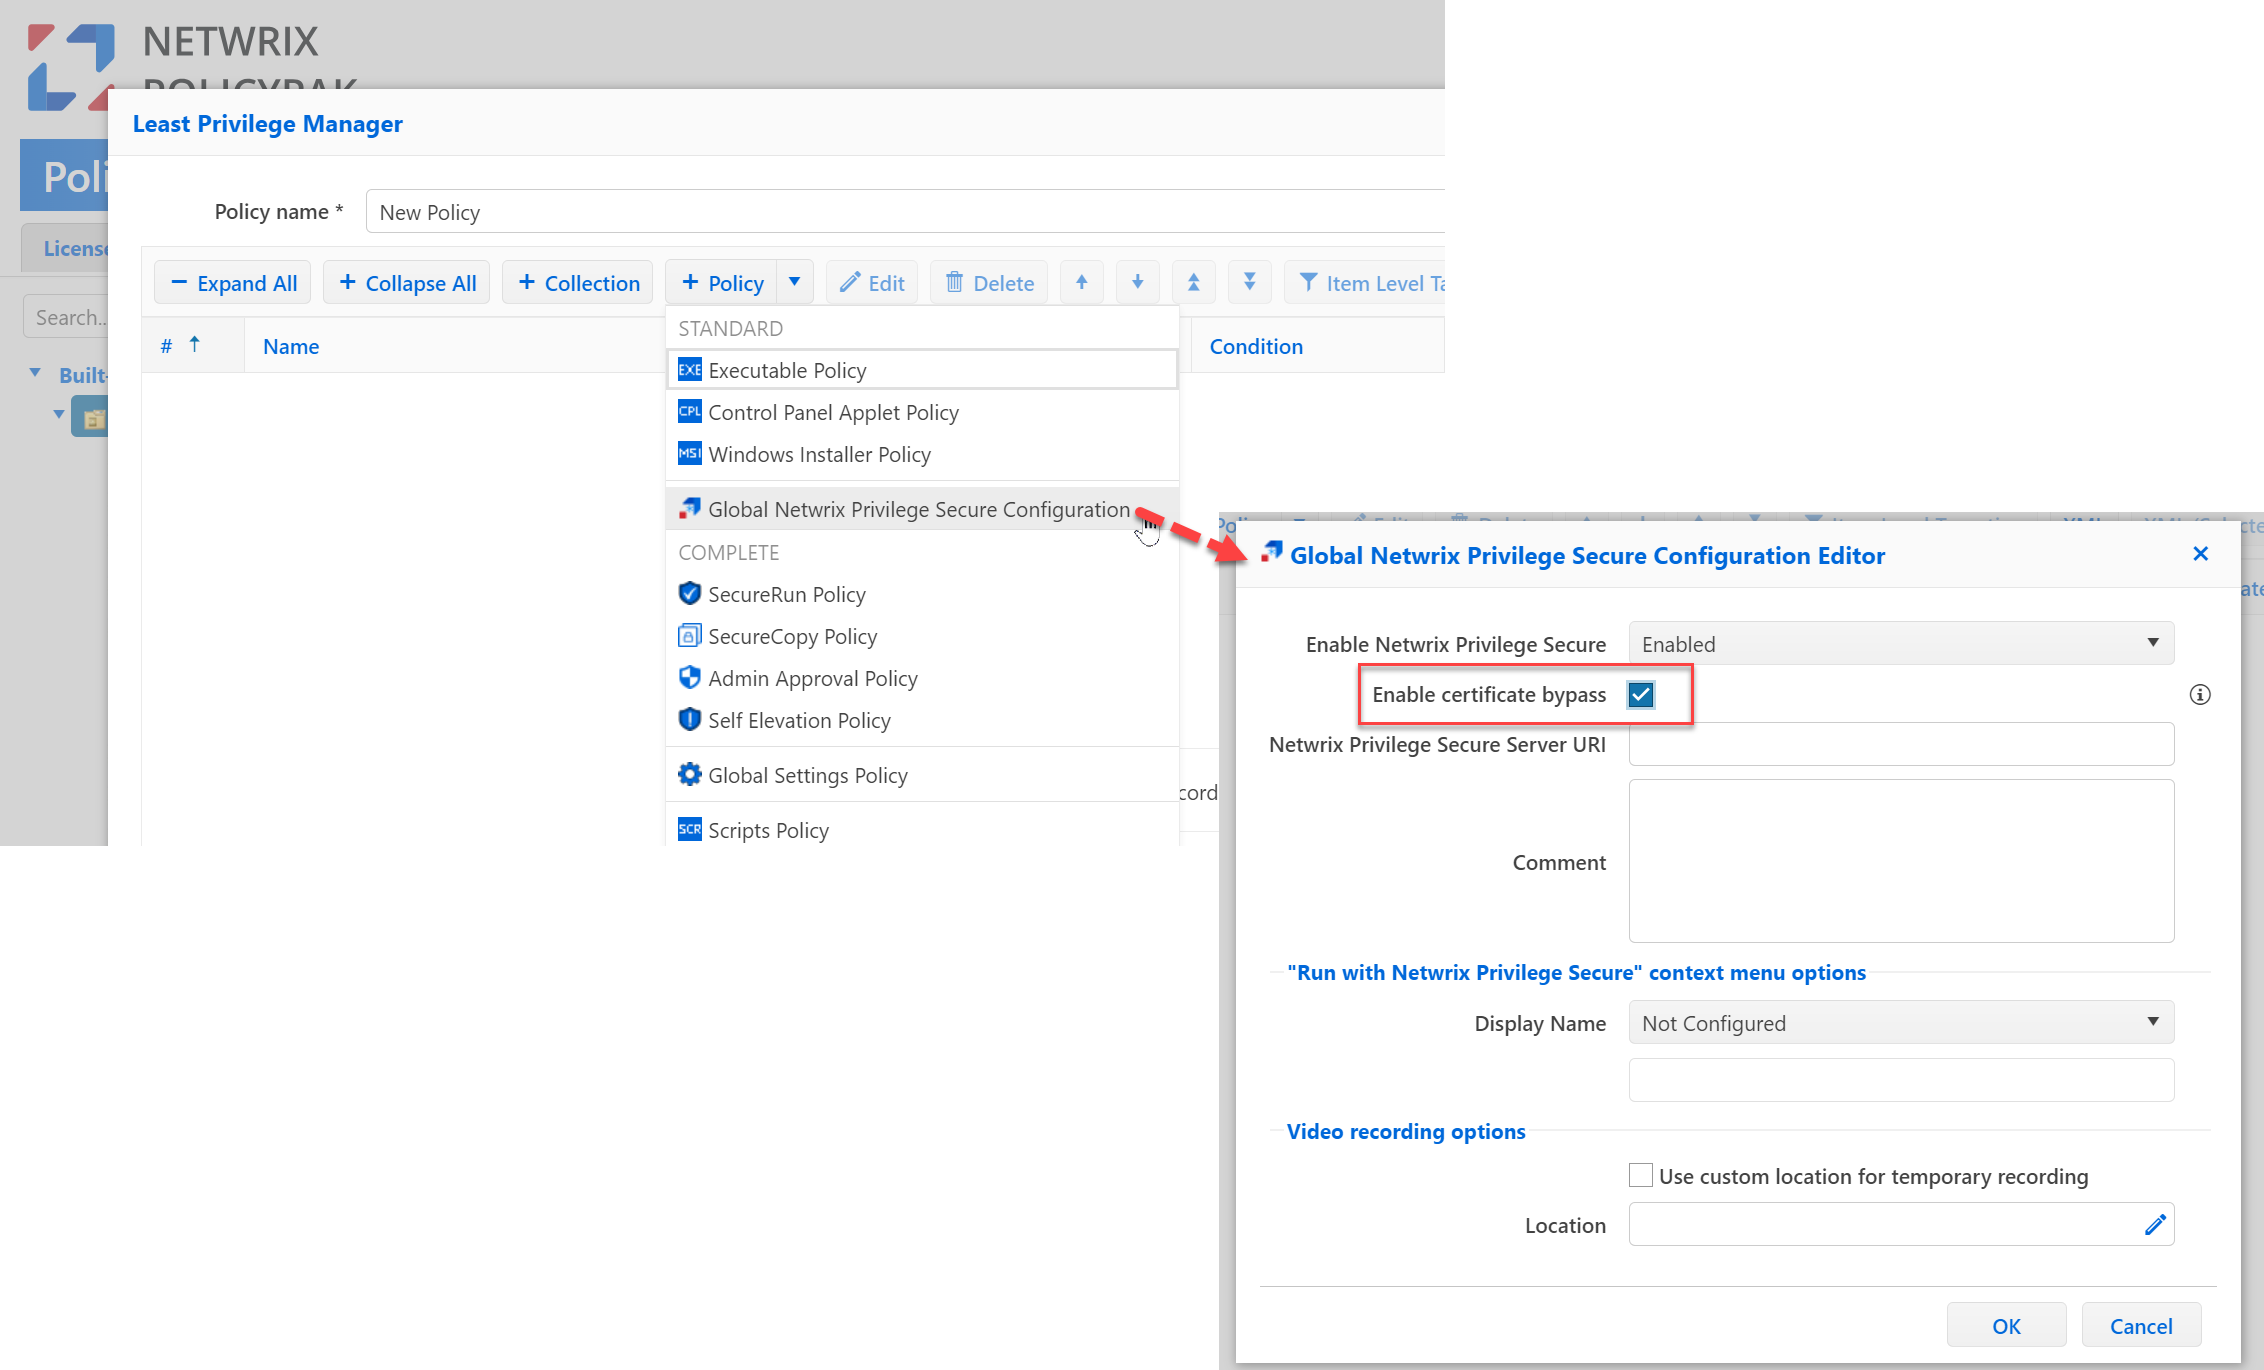 NETWRIX
POLICYPAK
Least Privilege Manager
Poli
Policy name *
New Policy
License
Expand All
Collapse All
Collection
Policy
Edit
Delete
Item Level Ta
Search...
# ↑
Name
Condition
Built-
STANDARD
EXE Executable Policy
CPL Control Panel Applet Policy
MSI Windows Installer Policy
Global Netwrix Privilege Secure Configuration
COMPLETE
SecureRun Policy
SecureCopy Policy
Admin Approval Policy
Self Elevation Policy
Global Settings Policy
SCR Scripts Policy
cord
Global Netwrix Privilege Secure Configuration Editor
ate
Enable Netwrix Privilege Secure
Enabled
Enable certificate bypass
Netwrix Privilege Secure Server URI
Comment
"Run with Netwrix Privilege Secure" context menu options
Display Name
Not Configured
Video recording options
Use custom location for temporary recording
Location
OK
Cancel